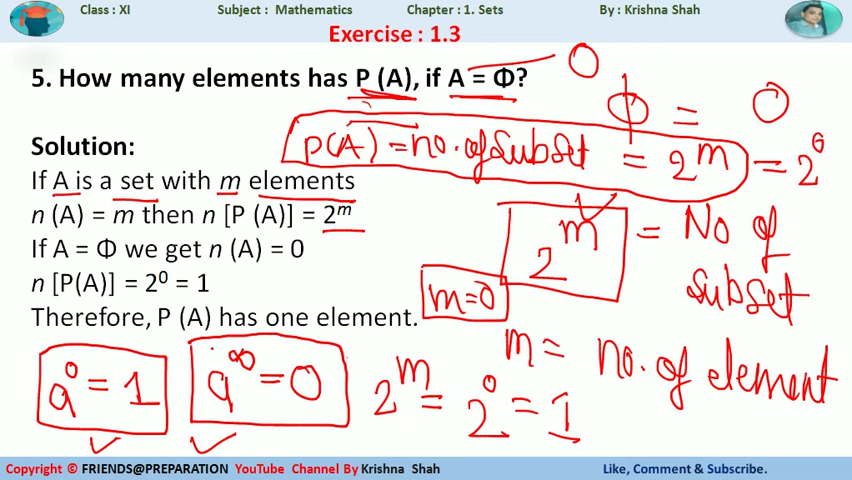 Class : XI Subject : Mathematics Chapter : 1. Sets By : Krishna Shah
Exercise : 1.3
5. How many elements has P (A), if A = Φ?
0
ϕ = 0
Solution:
P(A) = no. of subset = 2^m = 2^0
If A is a set with m elements
n (A) = m then n [P (A)] = 2^m
2^m = No of subset
If A = Φ we get n (A) = 0
n [P(A)] = 2^0 = 1
m=0
Therefore, P (A) has one element.
m = no. of element
a^0 = 1
a^∞ = 0
2^m = 2^0 = 1
Copyright © FRIENDS@PREPARATION YouTube Channel By Krishna Shah Like, Comment & Subscribe.